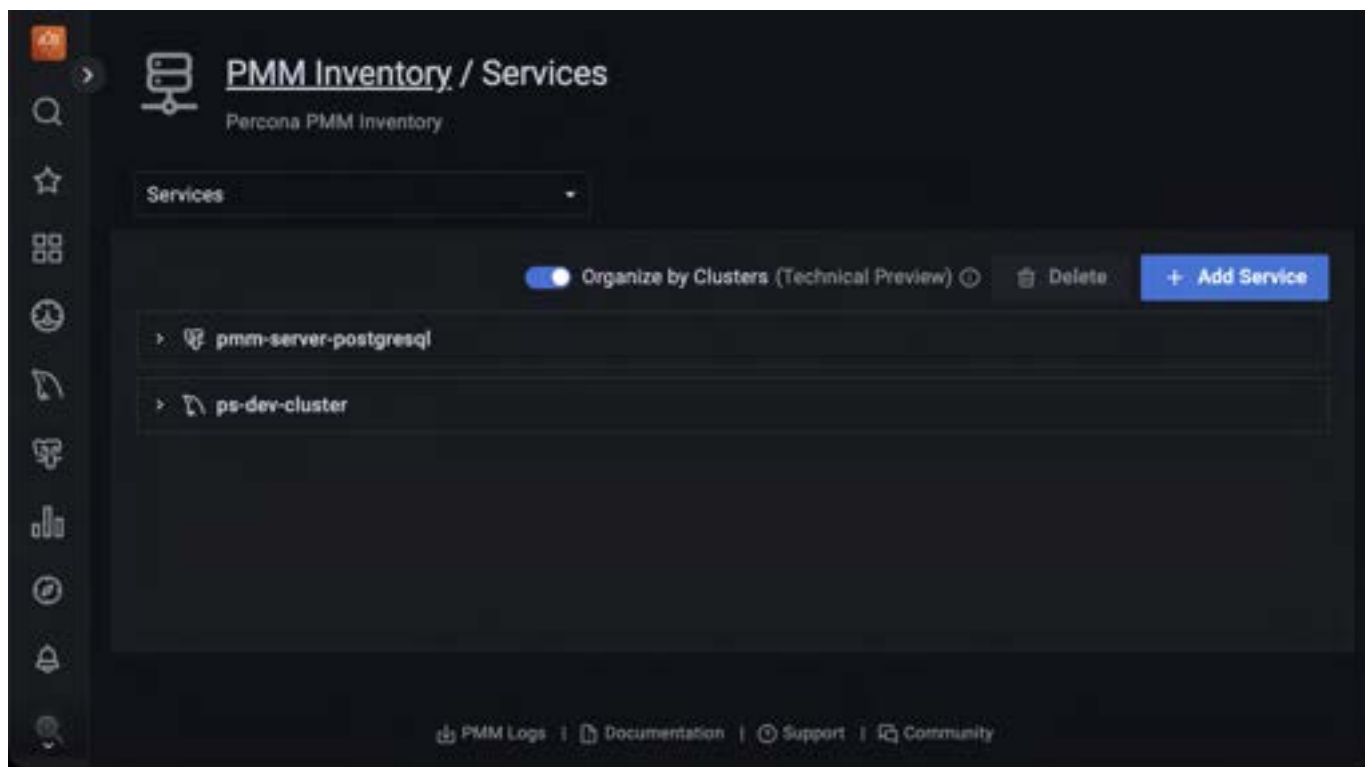 PMM Inventory / Services
Percona PMM Inventory
Services
Organize by Clusters (Technical Preview) Delete + Add Service
pmm-server-postgresql
ps-dev-cluster
PMM Logs | Documentation | Support | Community